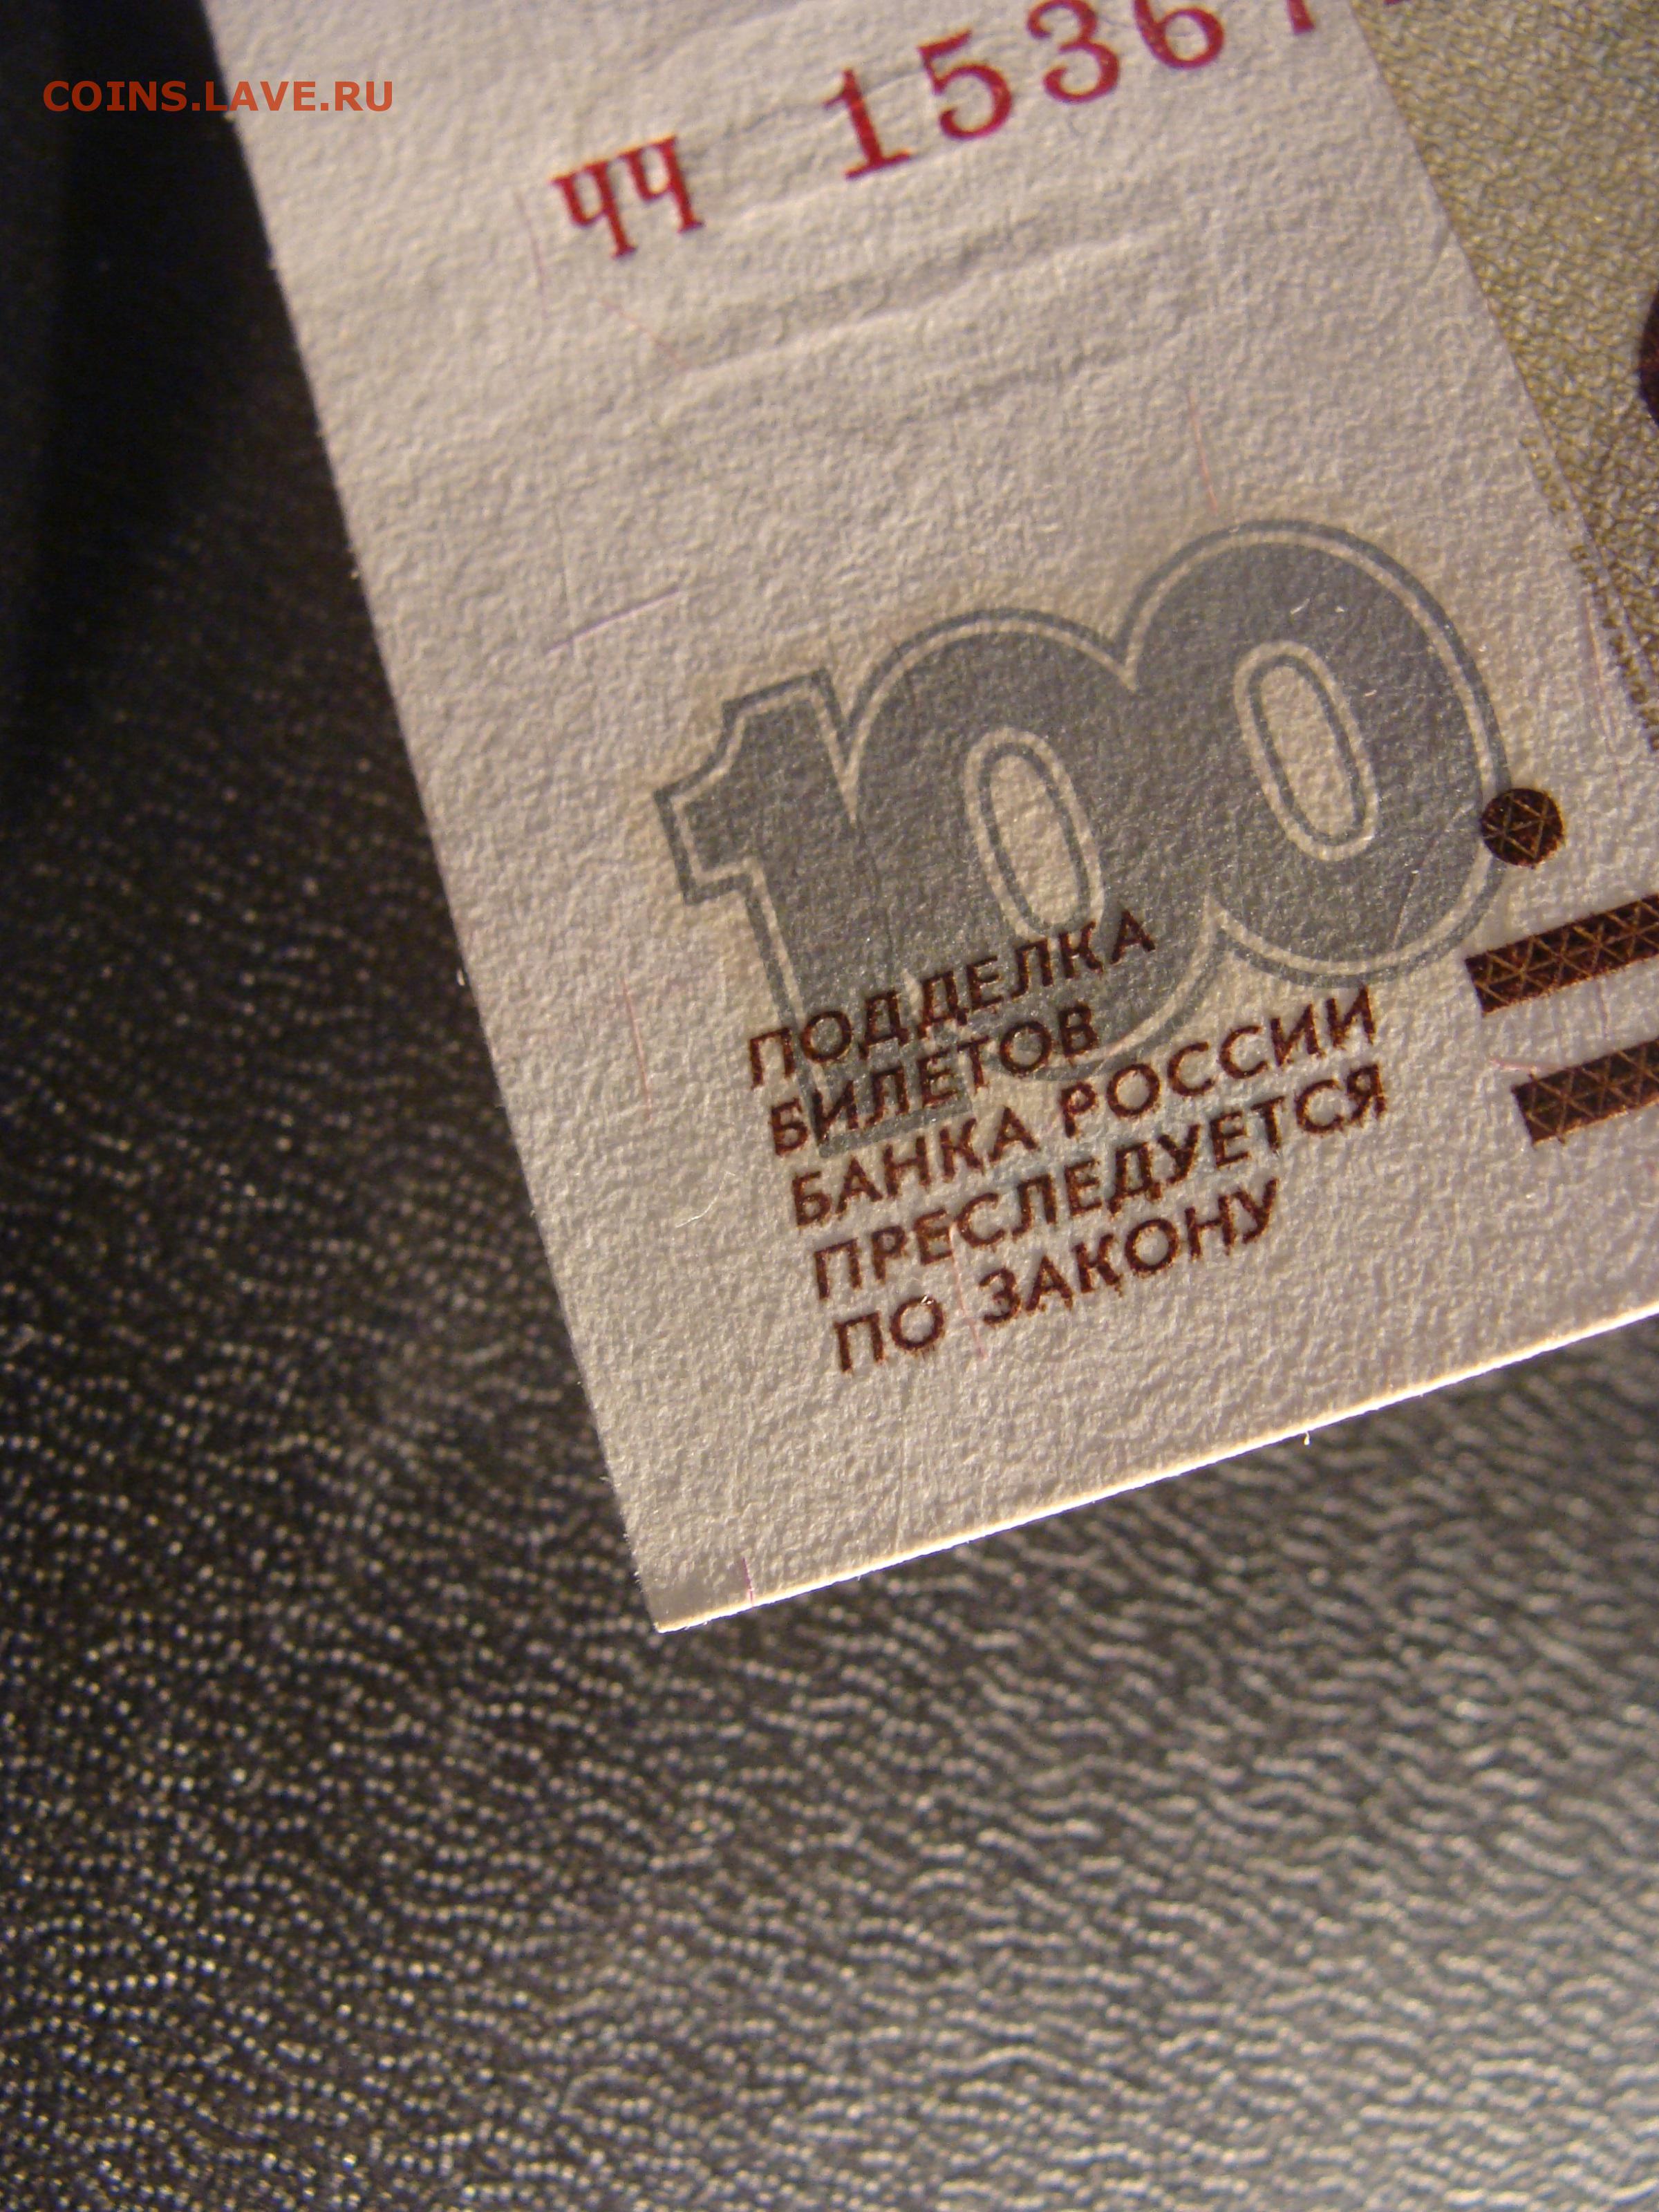 COINS.LAVE.RU
чч 1536
100
ПОДДЕЛКА
БИЛЕТОВ
БАНКА РОССИИ
ПРЕСЛЕДУЕТСЯ
ПО ЗАКОНУ